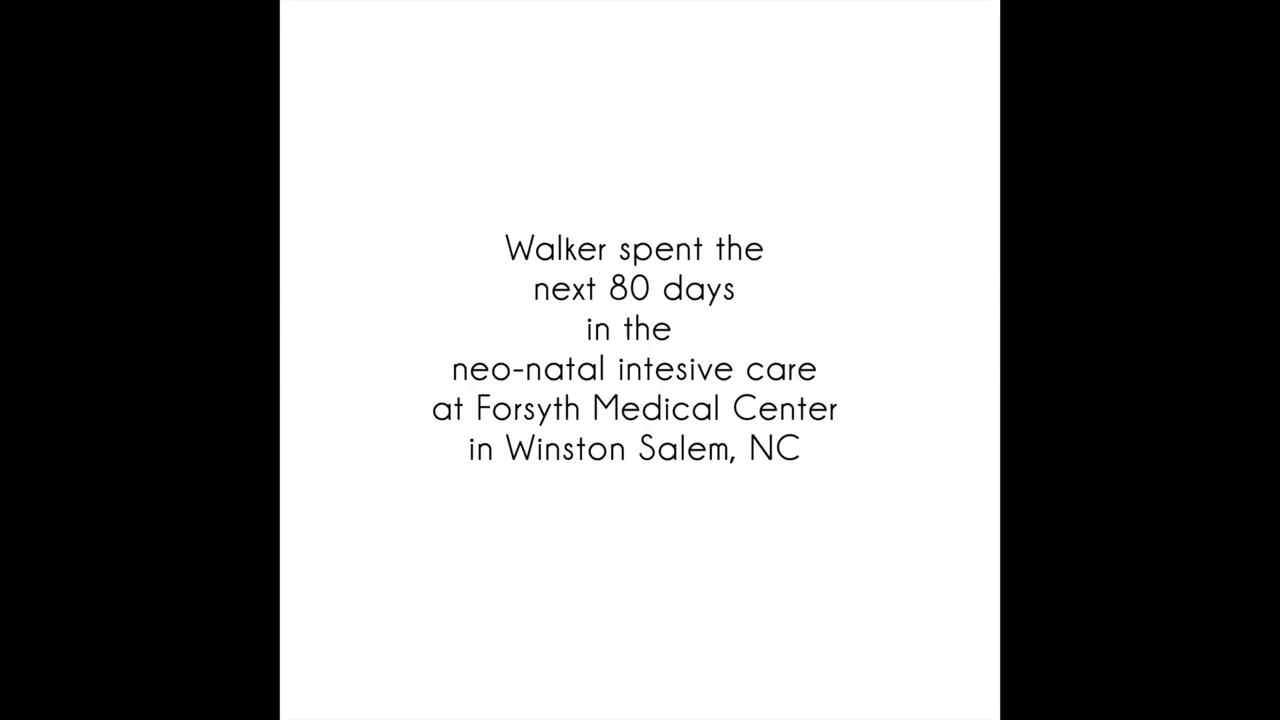 Walker spent the
next 80 days
in the
neo-natal intesive care
at Forsyth Medical Center
in Winston Salem, NC